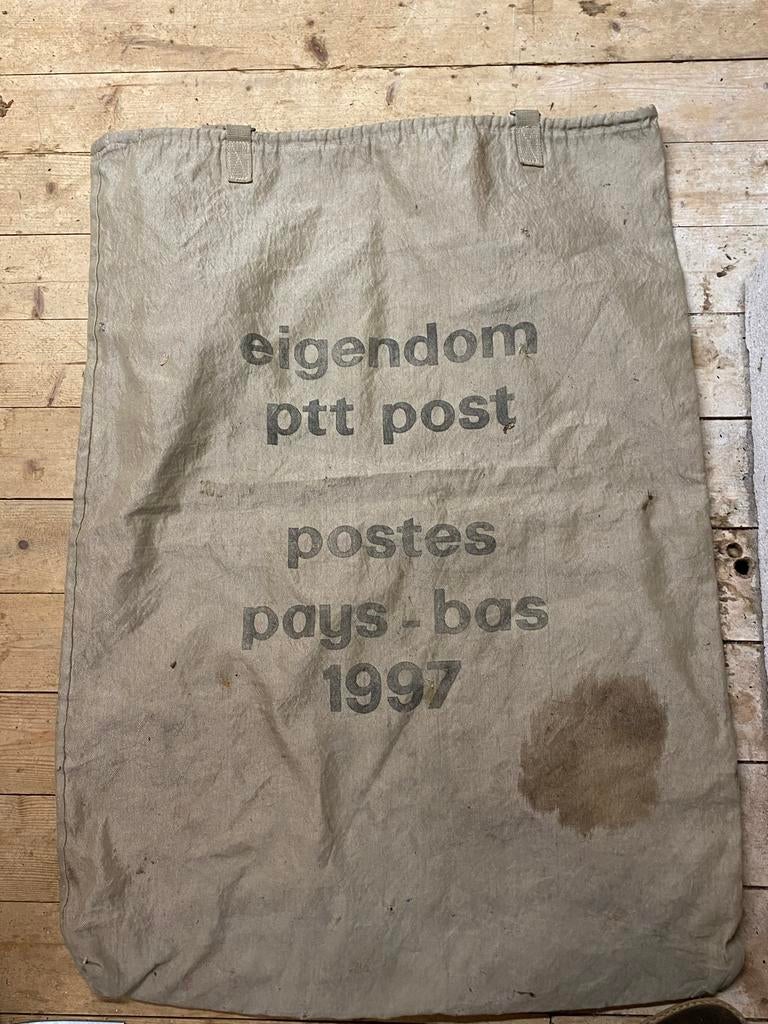 eigendom
ptt post
postes
pays-bas
1997